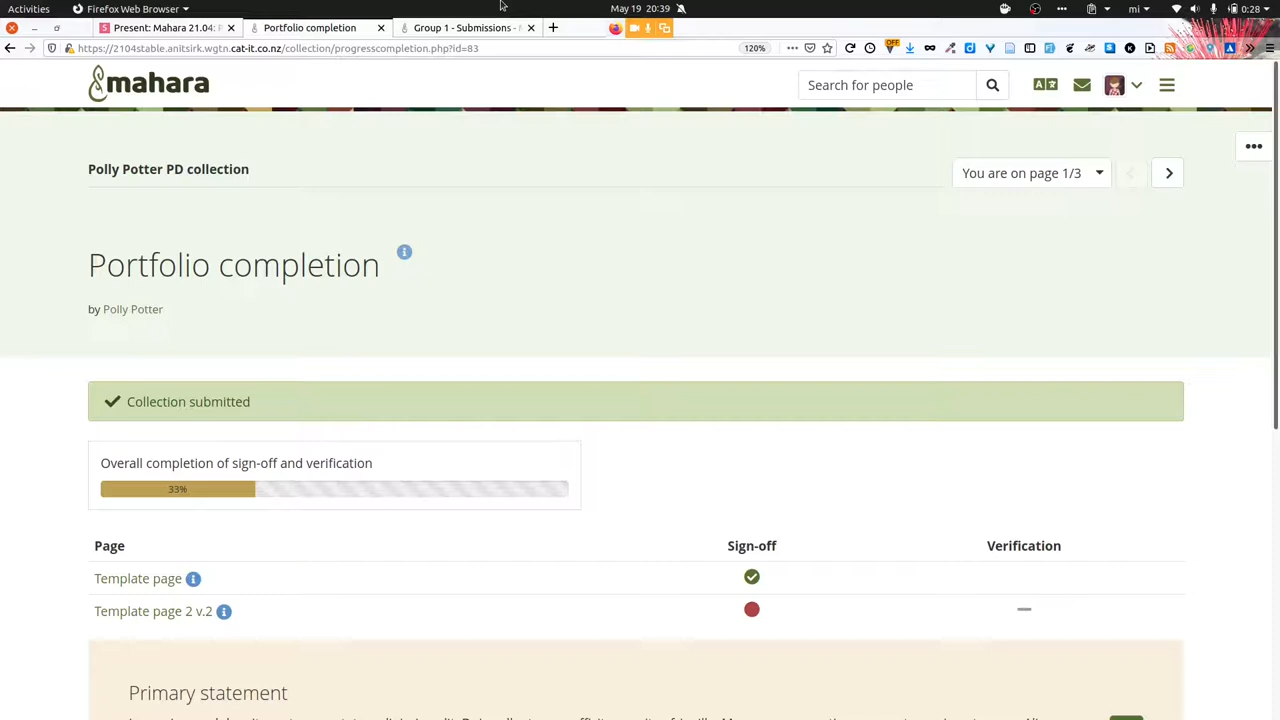 Activities Firefox Web Browser May 19 20:39 mi 0:28
Present: Mahara 21.04: Portfolio completion Group 1 - Submissions -
https://2104stable.anilserk.wgtn.cat-it.co.nz/collection/progresscompletion.php?id=83 120% OFF
mahara Search for people
Polly Potter PD collection You are on page 1/3
Portfolio completion
by Polly Potter
Collection submitted
Overall completion of sign-off and verification
33%
Page Sign-off Verification
Template page
Template page 2 v.2
Primary statement